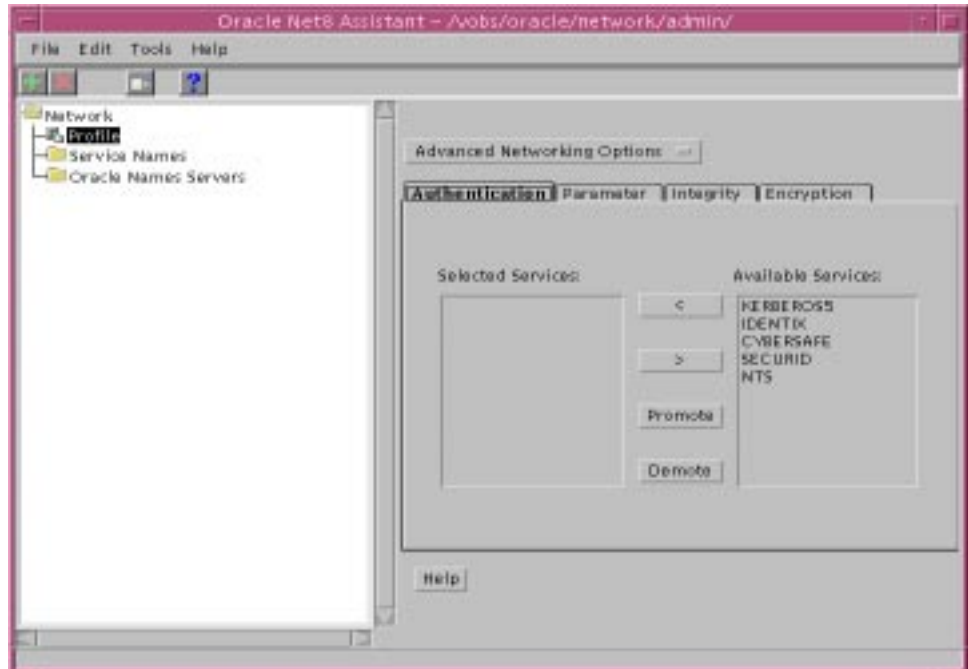 Oracle Net8 Assistant – /vobs/oracle/network/admin/
File Edit Tools Help
?
Network
Profile
Service Names
Oracle Names Servers
Advanced Networking Options
Authentication Parameter Integrity Encryption
Selected Services: Available Services:
<
>
Promote
Demote
KERBEROS5
IDENTIX
CYBERSAFE
SECURID
NTS
Help